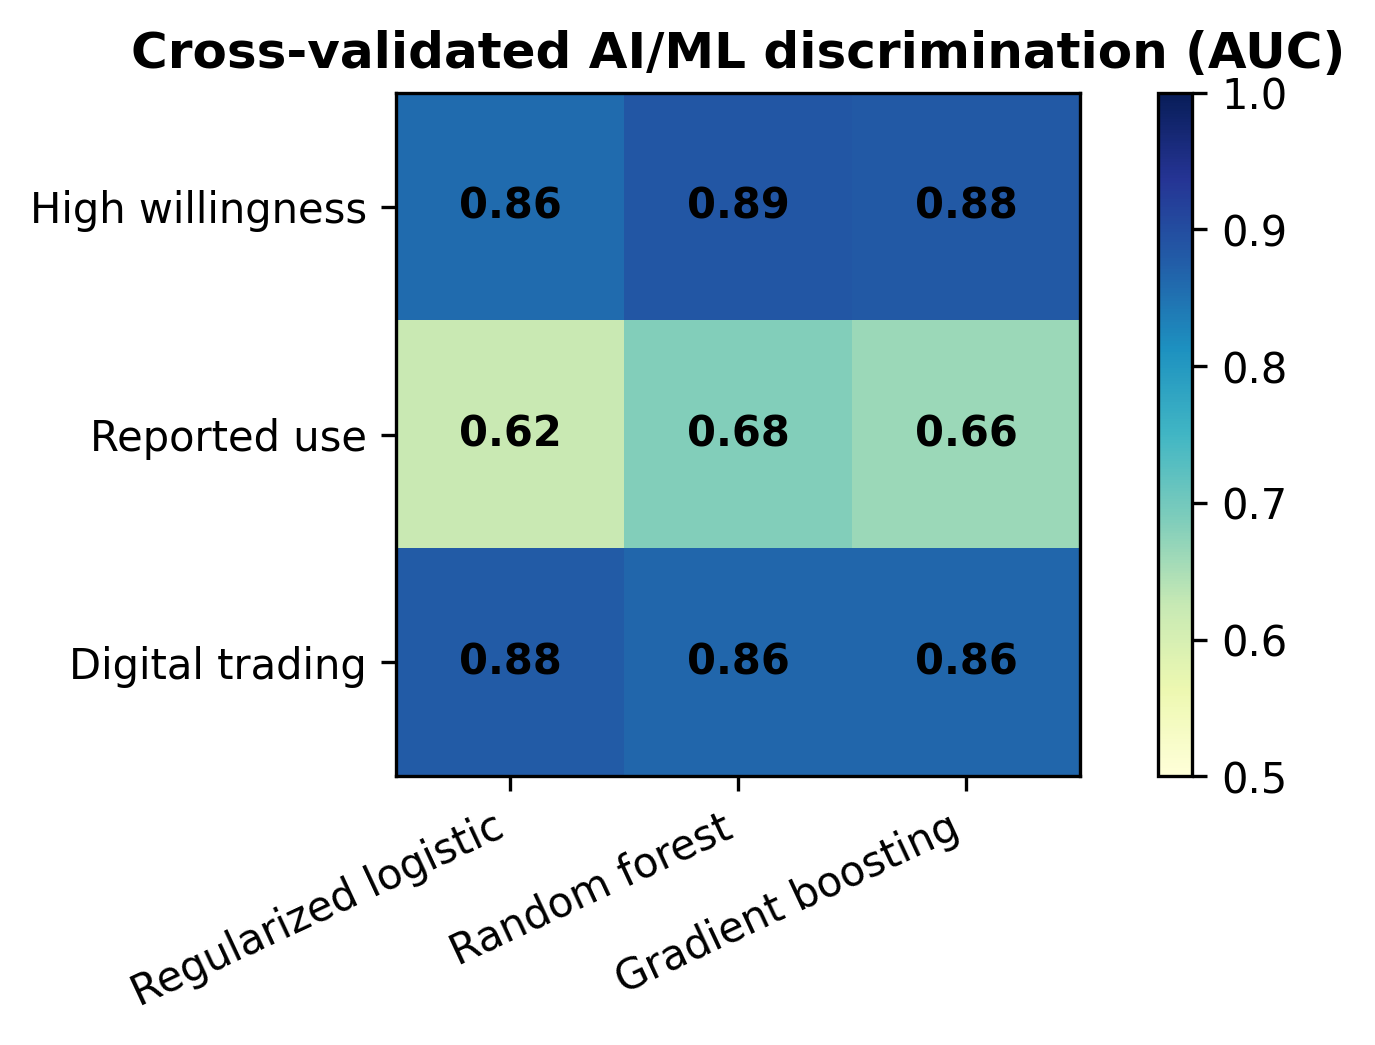 Cross-validated AI/ML discrimination (AUC)
High willingness
0.86 0.89 0.88
Reported use
0.62 0.68 0.66
Digital trading
0.88 0.86 0.86
Regularized logistic
Random forest
Gradient boosting
1.0
0.9
0.8
0.7
0.6
0.5